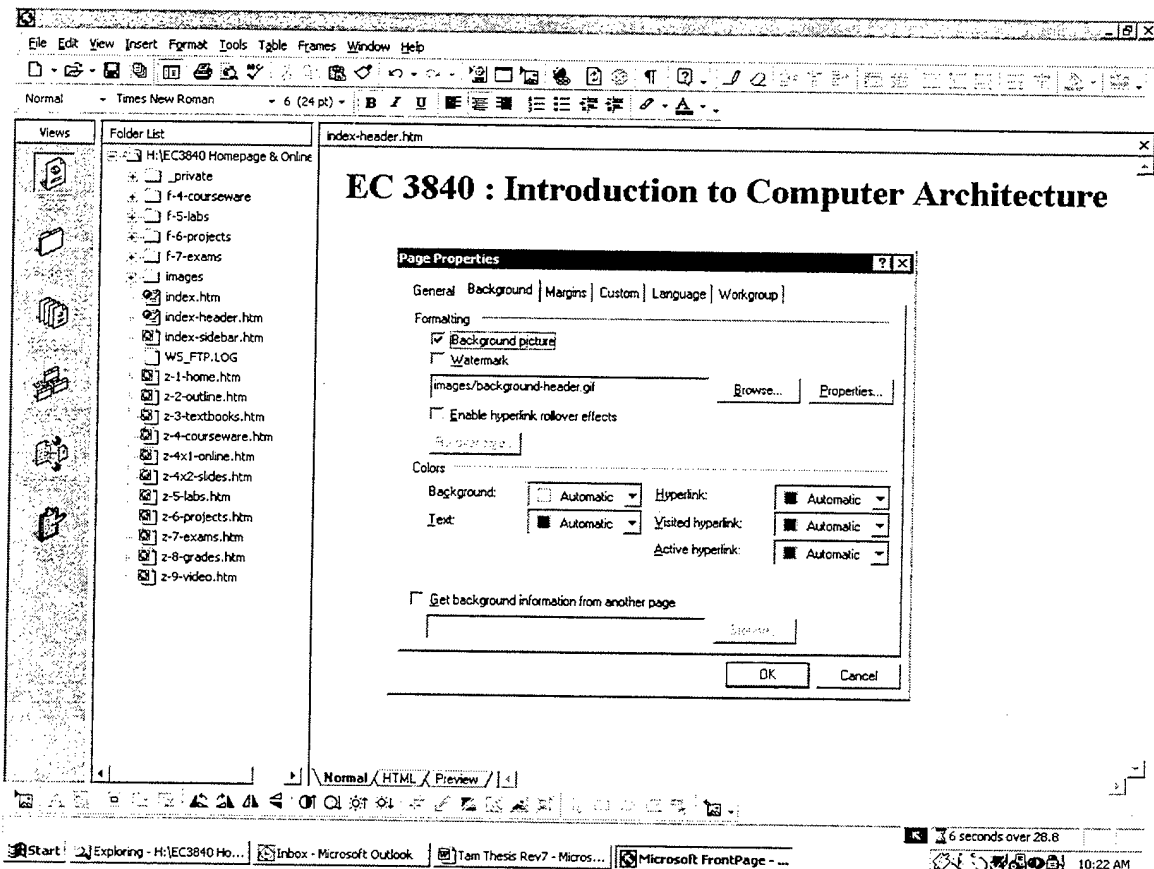 File Edit View Insert Format Tools Table Frames Window Help
Normal Times New Roman 6 (24 pt) B I U A
Views
Folder List
index-header.htm
H:\EC3840 Homepage & Online
_private
f-4-courseware
f-5-labs
f-6-projects
f-7-exams
images
index.htm
index-header.htm
index-sidebar.htm
WS_FTP.LOG
z-1-home.htm
z-2-outline.htm
z-3-textbooks.htm
z-4-courseware.htm
z-4x1-online.htm
z-4x2-slides.htm
z-5-labs.htm
z-6-projects.htm
z-7-exams.htm
z-8-grades.htm
z-9-video.htm
EC 3840 : Introduction to Computer Architecture
Page Properties
General Background Margins Custom Language Workgroup
Formatting
Background picture
Watermark
images/background-header.gif Browse... Properties...
Enable hyperlink rollover effects
Colors
Background: Automatic Hyperlink: Automatic
Text: Automatic Visited hyperlink: Automatic
Active hyperlink: Automatic
Get background information from another page
OK Cancel
Normal HTML Preview
6 seconds over 28.8
Start Exploring - H:\EC3840 Ho... Inbox - Microsoft Outlook Tam Thesis Rev7 - Micros... Microsoft FrontPage - ... 10:22 AM